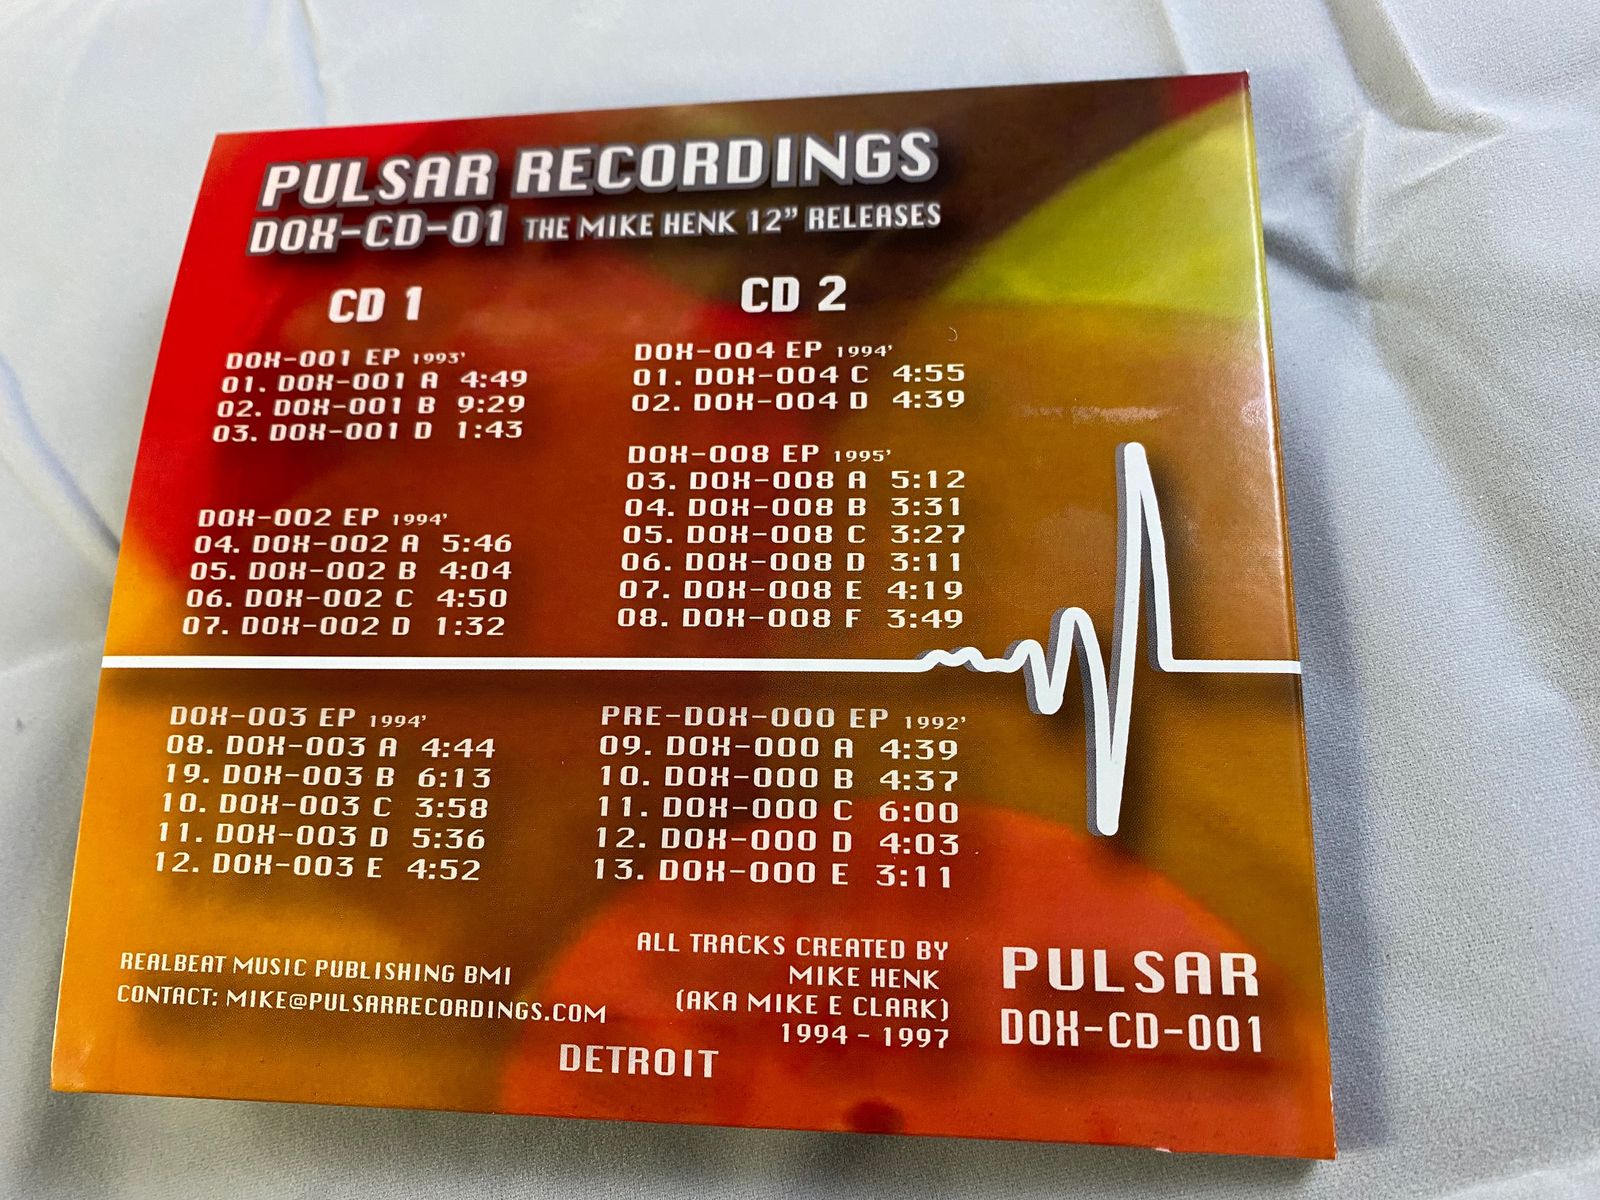 PULSAR RECORDINGS
DOX-CD-01 THE MIKE HENK 12" RELEASES
CD 1
DOX-001 EP 1993'
01. DOX-001 A 4:49
02. DOX-001 B 9:29
03. DOX-001 D 1:43
DOX-002 EP 1994'
04. DOX-002 A 5:46
05. DOX-002 B 4:04
06. DOX-002 C 4:50
07. DOX-002 D 1:32
DOX-003 EP 1994'
08. DOX-003 A 4:44
19. DOX-003 B 6:13
10. DOX-003 C 3:58
11. DOX-003 D 5:36
12. DOX-003 E 4:52
CD 2
DOX-004 EP 1994'
01. DOX-004 C 4:55
02. DOX-004 D 4:39
DOX-008 EP 1995'
03. DOX-008 A 5:12
04. DOX-008 B 3:31
05. DOX-008 C 3:27
06. DOX-008 D 3:11
07. DOX-008 E 4:19
08. DOX-008 F 3:49
PRE-DOX-000 EP 1992'
09. DOX-000 A 4:39
10. DOX-000 B 4:37
11. DOX-000 C 6:00
12. DOX-000 D 4:03
13. DOX-000 E 3:11
REALBEAT MUSIC PUBLISHING BMI
CONTACT: MIKE@PULSARRECORDINGS.COM
ALL TRACKS CREATED BY
MIKE HENK
(AKA MIKE E CLARK)
1994 - 1997
DETROIT
PULSAR
DOX-CD-001